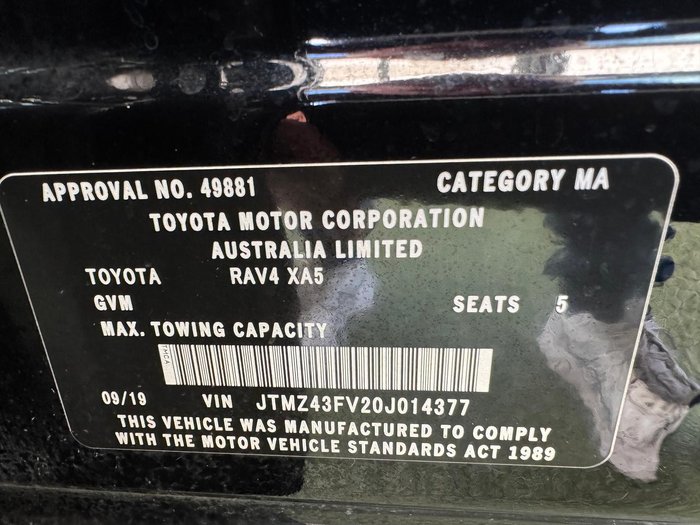 APPROVAL NO. 49881 CATEGORY MA
TOYOTA MOTOR CORPORATION
AUSTRALIA LIMITED
TOYOTA RAV4 XA5
GVM SEATS 5
MAX. TOWING CAPACITY
09/19 VIN JTMZ43FV20J014377
THIS VEHICLE WAS MANUFACTURED TO COMPLY
WITH THE MOTOR VEHICLE STANDARDS ACT 1989